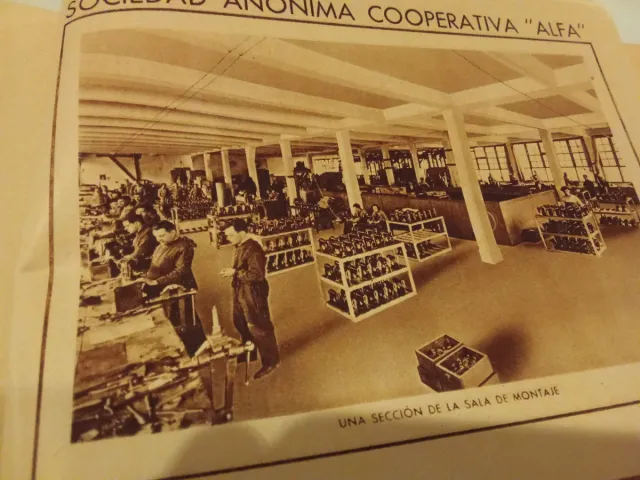 SOCIEDAD ANONIMA COOPERATIVA "ALFA"
UNA SECCIÓN DE LA SALA DE MONTAJE